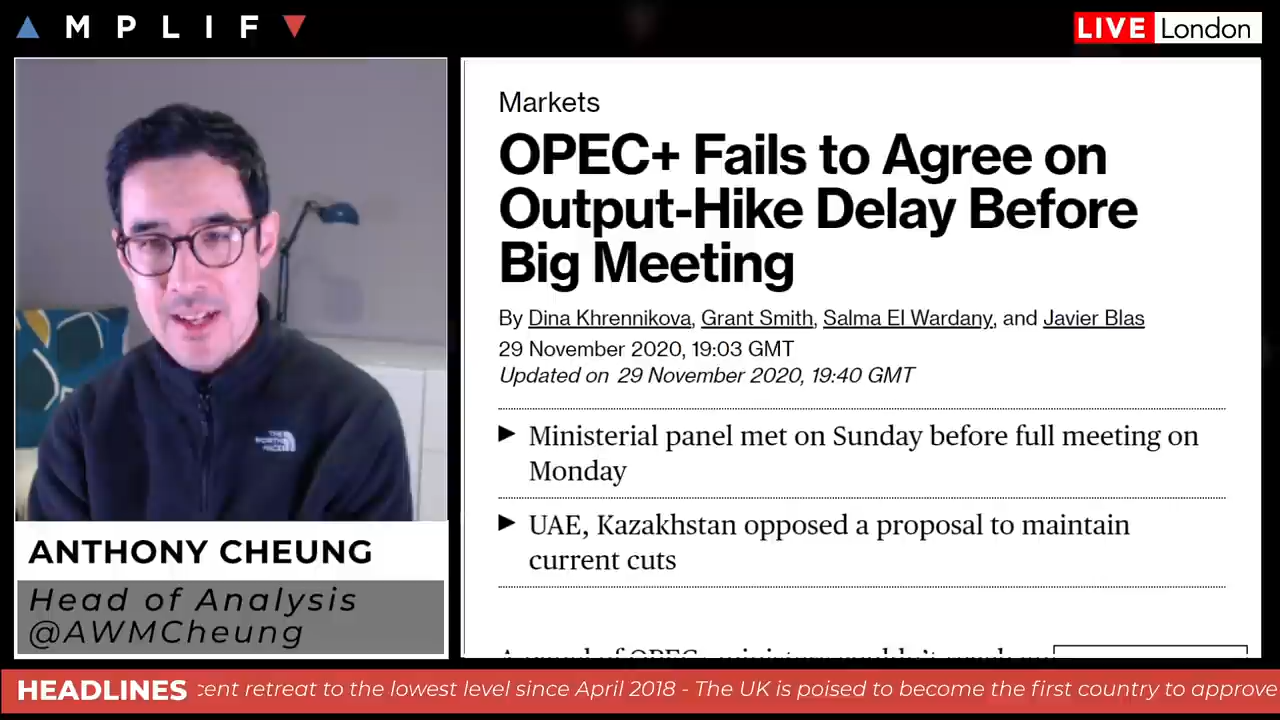 MPLIF
LIVE London
Markets
OPEC+ Fails to Agree on
Output-Hike Delay Before
Big Meeting
By Dina Khrennikova, Grant Smith, Salma El Wardany, and Javier Blas
29 November 2020, 19:03 GMT
Updated on 29 November 2020, 19:40 GMT
Ministerial panel met on Sunday before full meeting on
Monday
UAE, Kazakhstan opposed a proposal to maintain
current cuts
THE NORTH FACE
ANTHONY CHEUNG
Head of Analysis
@AWMCheung
HEADLINES cent retreat to the lowest level since April 2018 - The UK is poised to become the first country to approve